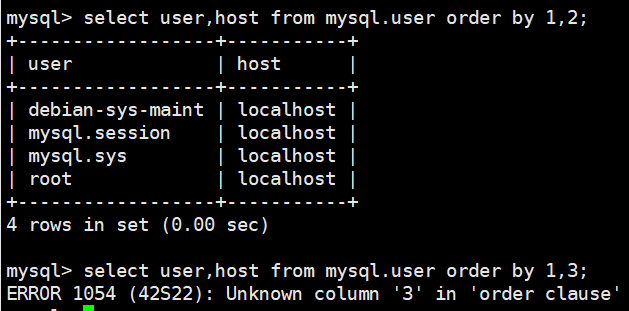 mysql> select user,host from mysql.user order by 1,2;
+------------------+-----------+
| user             | host      |
+------------------+-----------+
| debian-sys-maint | localhost |
| mysql.session    | localhost |
| mysql.sys        | localhost |
| root             | localhost |
+------------------+-----------+
4 rows in set (0.00 sec)
mysql> select user,host from mysql.user order by 1,3;
ERROR 1054 (42S22): Unknown column '3' in 'order clause'